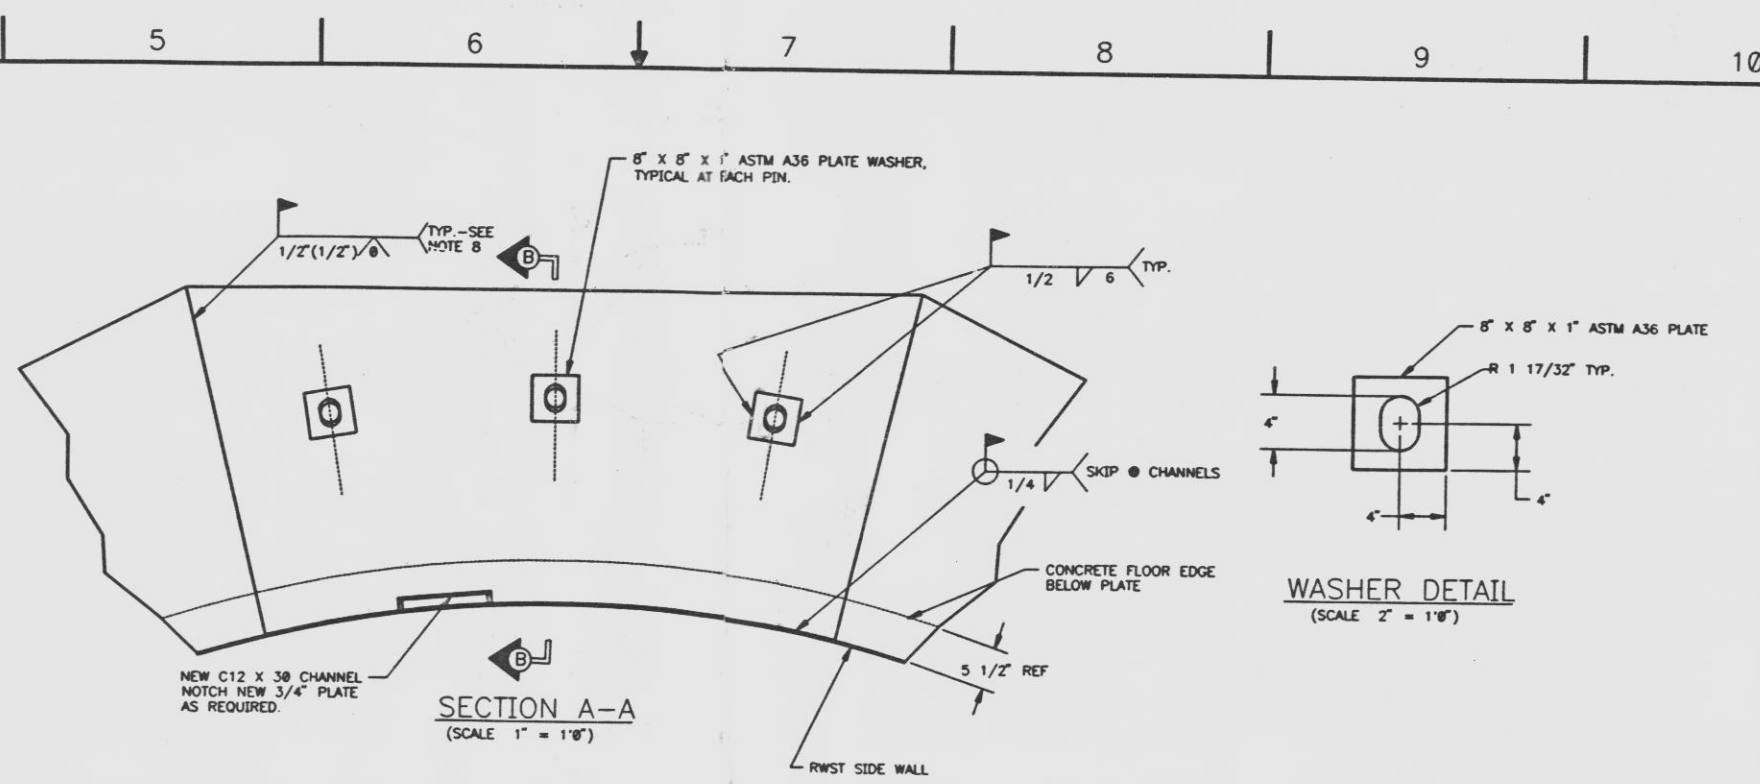 5 6 7 8 9 10
8" X 8" X 1" ASTM A36 PLATE WASHER,
TYPICAL AT EACH PIN.
1/2"(1/2") 0
TYP.-SEE
NOTE 8
B
1/2 6 TYP.
8" X 8" X 1" ASTM A36 PLATE
R 1 17/32" TYP.
4"
4"
4"
1/4 SKIP @ CHANNELS
CONCRETE FLOOR EDGE
BELOW PLATE
WASHER DETAIL
(SCALE 2" = 1'0")
5 1/2" REF
NEW C12 X 30 CHANNEL
NOTCH NEW 3/4" PLATE
AS REQUIRED.
B
SECTION A-A
(SCALE 1" = 1'0")
RWST SIDE WALL